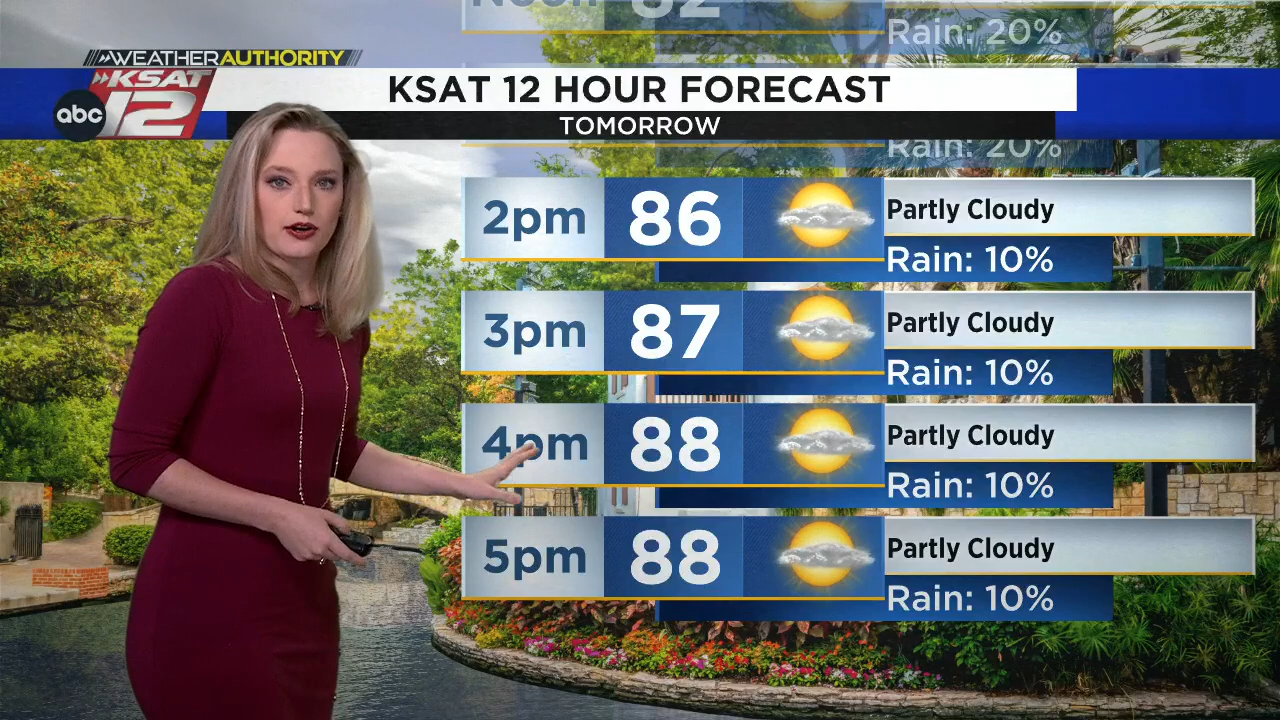 Noon 82
Rain: 20%
WEATHER AUTHORITY
KSAT
abc 12
KSAT 12 HOUR FORECAST
TOMORROW
Rain: 20%
2pm 86 Partly Cloudy
Rain: 10%
3pm 87 Partly Cloudy
Rain: 10%
4pm 88 Partly Cloudy
Rain: 10%
5pm 88 Partly Cloudy
Rain: 10%